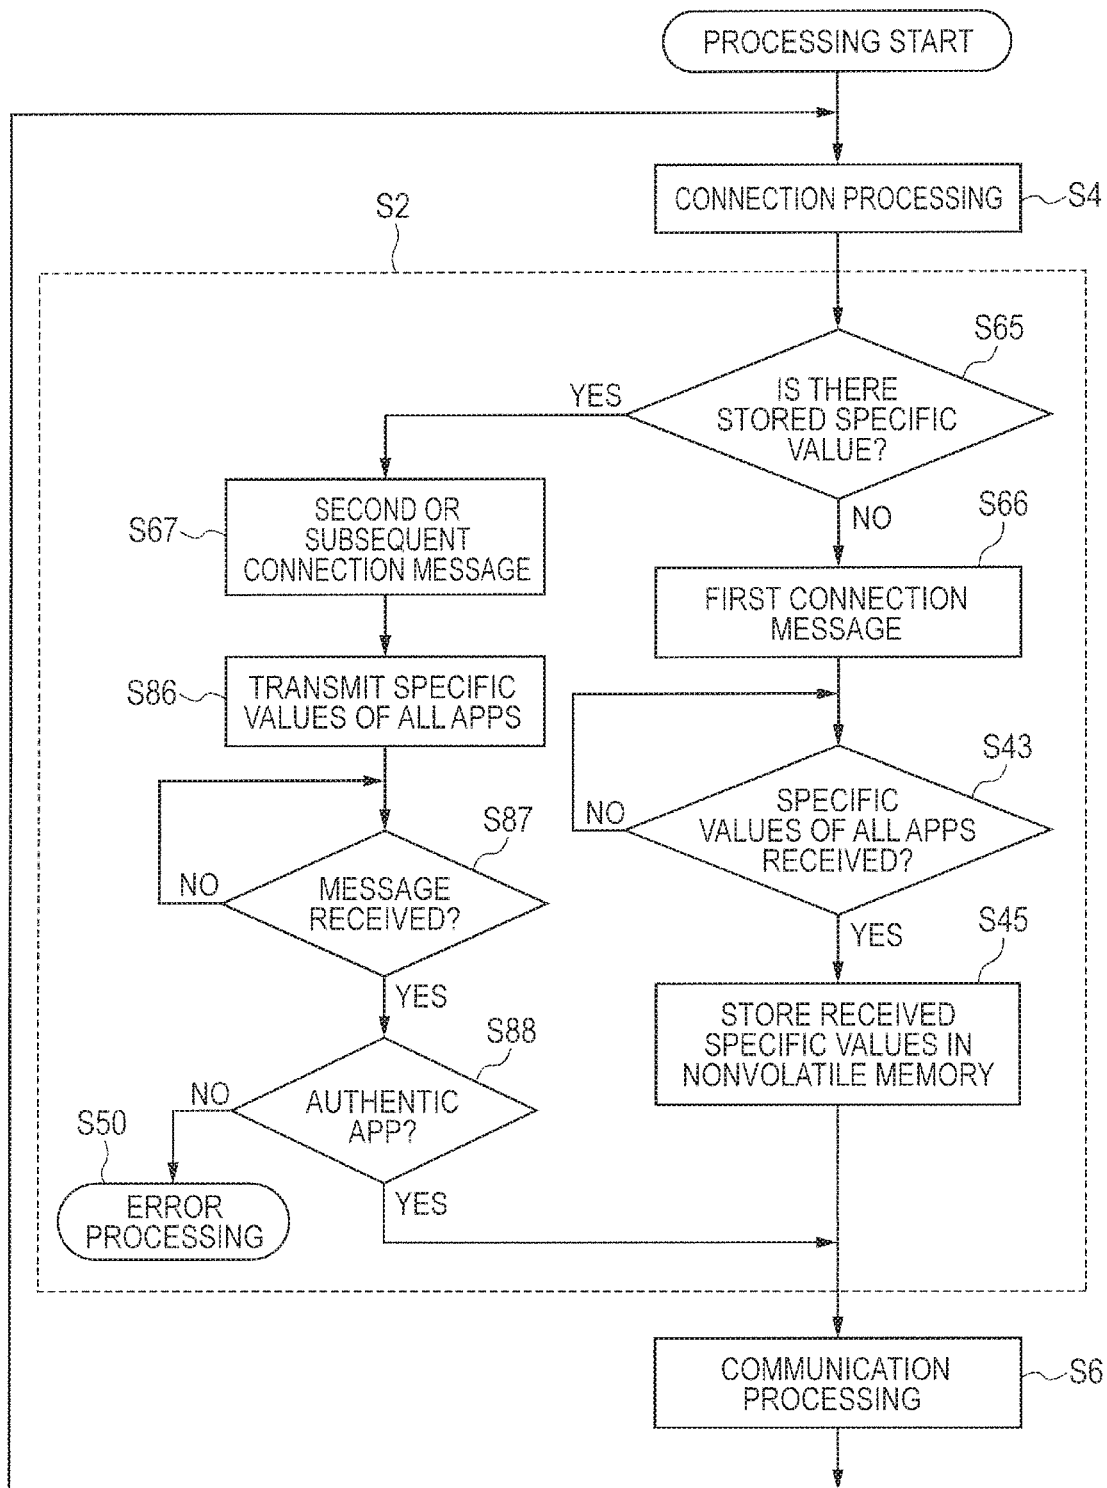 PROCESSING START
CONNECTION PROCESSING
S4
S2
S65
IS THERE
STORED SPECIFIC
VALUE?
YES
NO
S67
SECOND OR
SUBSEQUENT
CONNECTION MESSAGE
S66
FIRST CONNECTION
MESSAGE
S86
TRANSMIT SPECIFIC
VALUES OF ALL APPS
S43
SPECIFIC
VALUES OF ALL APPS
RECEIVED?
NO
YES
S87
MESSAGE
RECEIVED?
NO
YES
S45
STORE RECEIVED
SPECIFIC VALUES IN
NONVOLATILE MEMORY
S88
AUTHENTIC
APP?
NO
YES
S50
ERROR
PROCESSING
COMMUNICATION
PROCESSING
S6